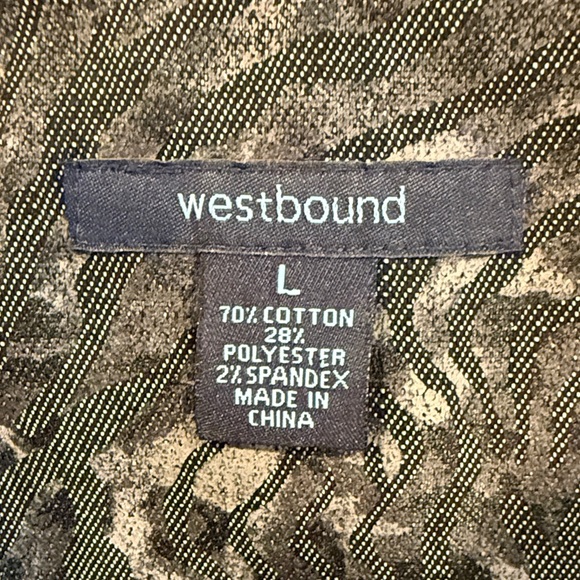 westbound
L
70% COTTON
28%
POLYESTER
2% SPANDEX
MADE IN
CHINA